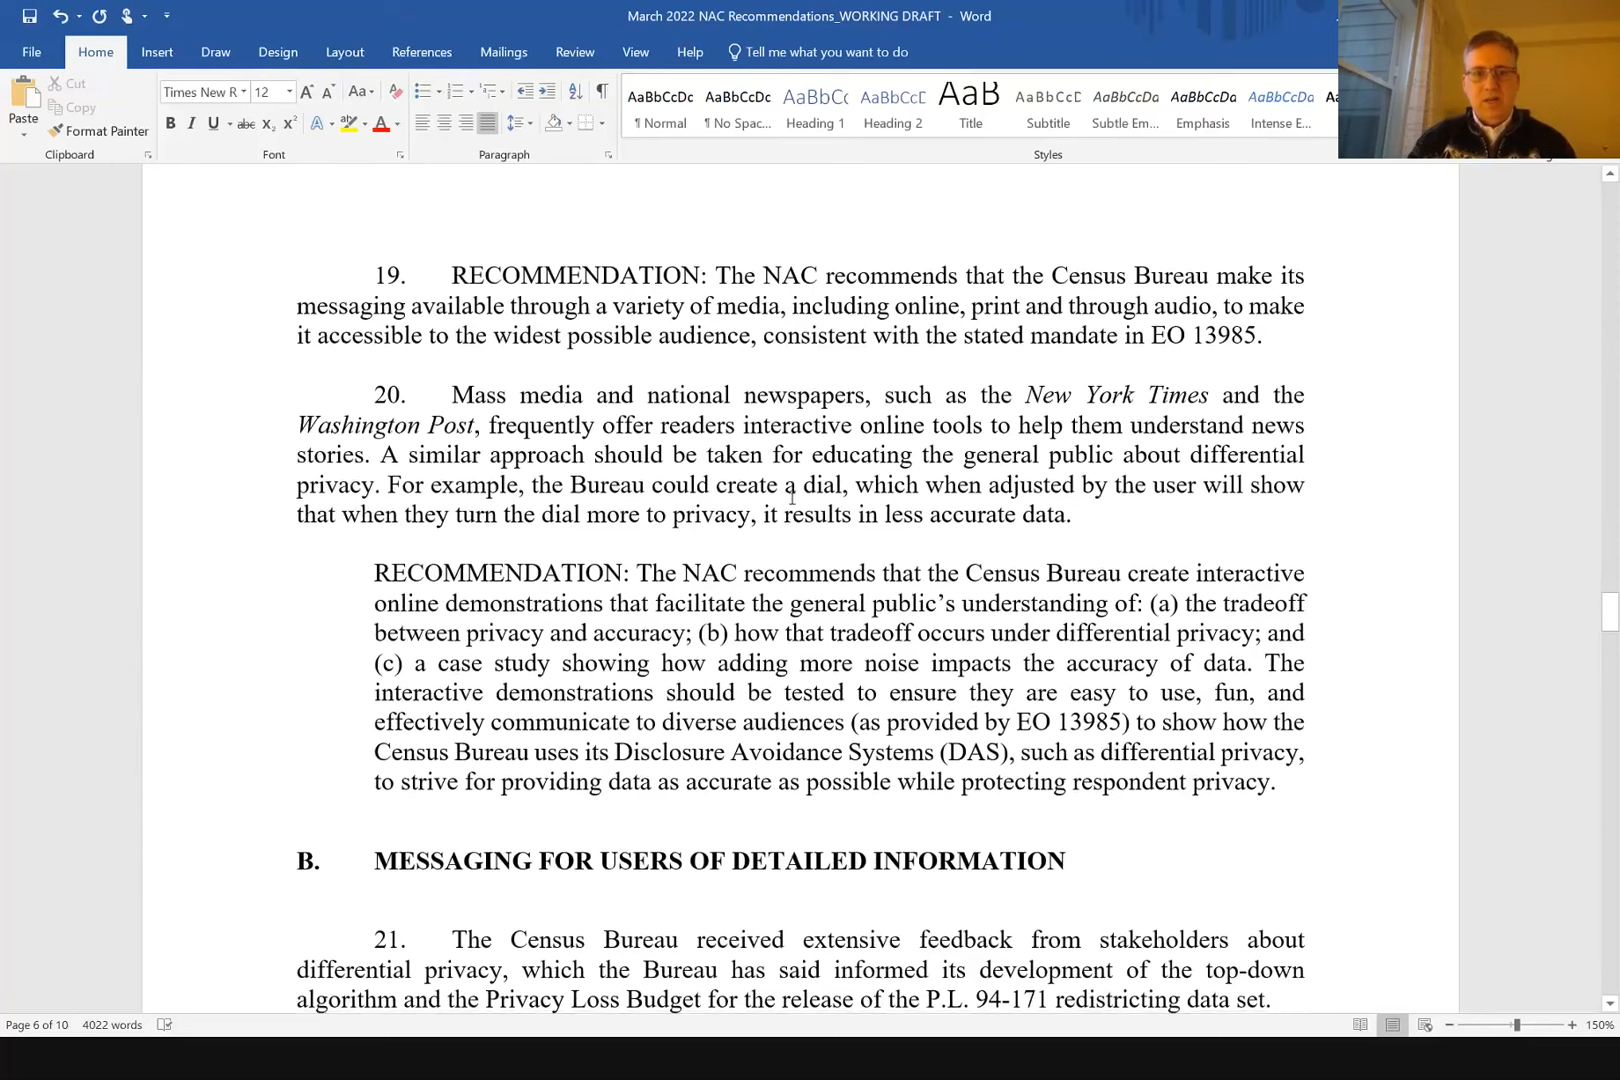 March 2022 NAC Recommendations_WORKING DRAFT - Word
File Home Insert Draw Design Layout References Mailings Review View Help Tell me what you want to do
Paste
Cut
Copy
Format Painter
Clipboard
Times New R 12
Font
Paragraph
AaBbCcDc AaBbCcDc AaBbCc AaBbCcD AaB AaBbCcD AaBbCcDa AaBbCcDa AaBbCcDa Aa
¶ Normal ¶ No Spac... Heading 1 Heading 2 Title Subtitle Subtle Em... Emphasis Intense E...
Styles
19. RECOMMENDATION: The NAC recommends that the Census Bureau make its
messaging available through a variety of media, including online, print and through audio, to make
it accessible to the widest possible audience, consistent with the stated mandate in EO 13985.
20. Mass media and national newspapers, such as the New York Times and the
Washington Post, frequently offer readers interactive online tools to help them understand news
stories. A similar approach should be taken for educating the general public about differential
privacy. For example, the Bureau could create a dial, which when adjusted by the user will show
that when they turn the dial more to privacy, it results in less accurate data.
RECOMMENDATION: The NAC recommends that the Census Bureau create interactive
online demonstrations that facilitate the general public’s understanding of: (a) the tradeoff
between privacy and accuracy; (b) how that tradeoff occurs under differential privacy; and
(c) a case study showing how adding more noise impacts the accuracy of data. The
interactive demonstrations should be tested to ensure they are easy to use, fun, and
effectively communicate to diverse audiences (as provided by EO 13985) to show how the
Census Bureau uses its Disclosure Avoidance Systems (DAS), such as differential privacy,
to strive for providing data as accurate as possible while protecting respondent privacy.
B. MESSAGING FOR USERS OF DETAILED INFORMATION
21. The Census Bureau received extensive feedback from stakeholders about
differential privacy, which the Bureau has said informed its development of the top-down
algorithm and the Privacy Loss Budget for the release of the P.L. 94-171 redistricting data set.
Page 6 of 10 4022 words 150%